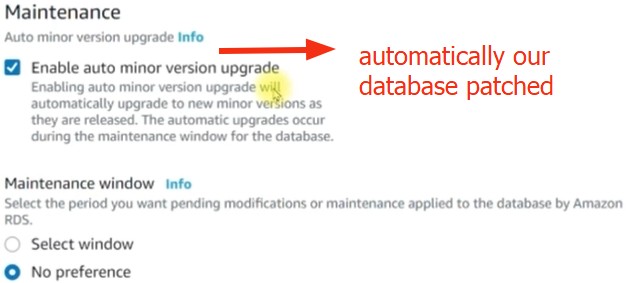 Maintenance
Auto minor version upgrade Info
Enable auto minor version upgrade
Enabling auto minor version upgrade will
automatically upgrade to new minor versions as
they are released. The automatic upgrades occur
during the maintenance window for the database.
automatically our
database patched
Maintenance window Info
Select the period you want pending modifications or maintenance applied to the database by Amazon
RDS.
Select window
No preference